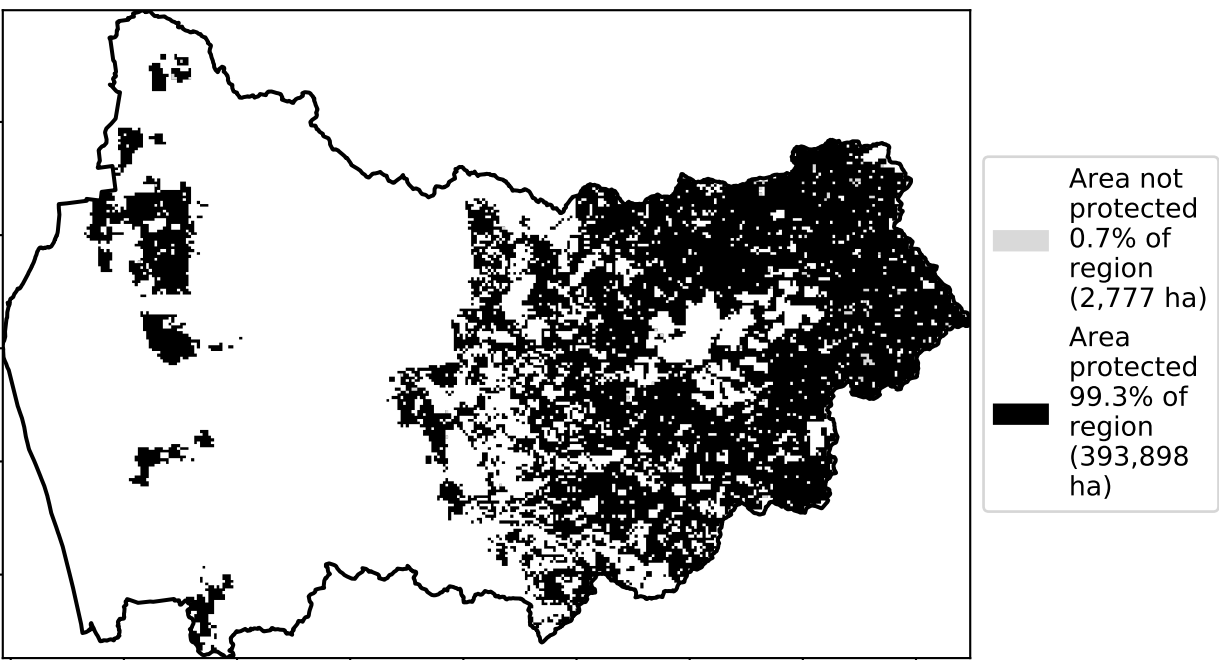 Area not
protected
0.7% of
region
(2,777 ha)
Area
protected
99.3% of
region
(393,898
ha)